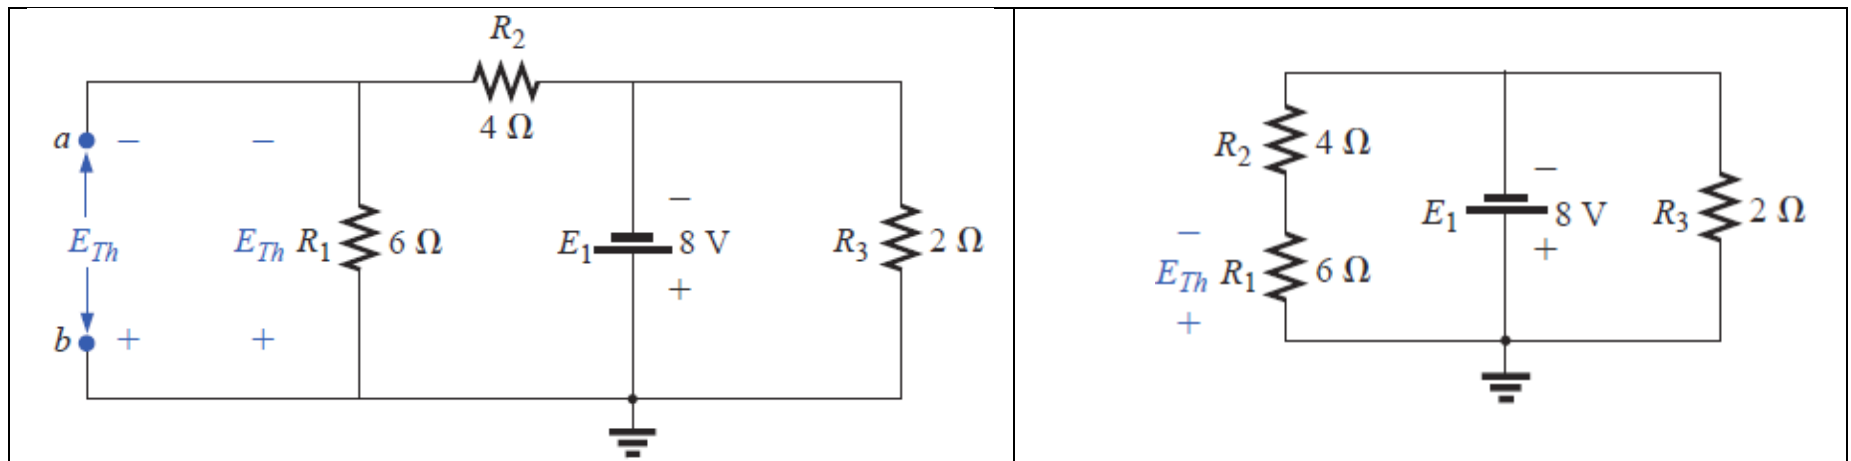 R2
4 Ω
a − −
ETh ETh R1 6 Ω
b + +
−
E1 8 V
+
R3 2 Ω
R2 4 Ω
−
ETh R1 6 Ω
+
−
E1 8 V
+
R3 2 Ω